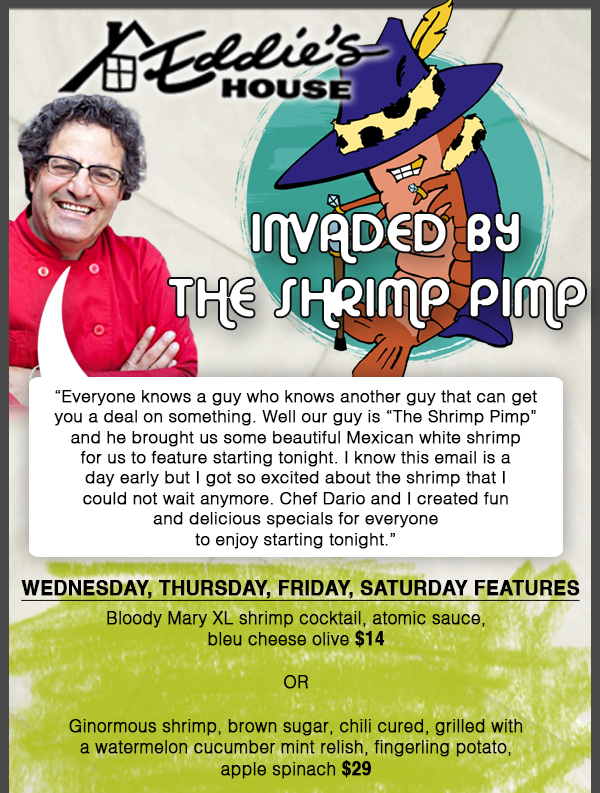 Eddie's
HOUSE
INVADED BY
THE SHRIMP PIMP
“Everyone knows a guy who knows another guy that can get
you a deal on something. Well our guy is “The Shrimp Pimp”
and he brought us some beautiful Mexican white shrimp
for us to feature starting tonight. I know this email is a
day early but I got so excited about the shrimp that I
could not wait anymore. Chef Dario and I created fun
and delicious specials for everyone
to enjoy starting tonight.”
WEDNESDAY, THURSDAY, FRIDAY, SATURDAY FEATURES
Bloody Mary XL shrimp cocktail, atomic sauce,
bleu cheese olive $14
OR
Ginormous shrimp, brown sugar, chili cured, grilled with
a watermelon cucumber mint relish, fingerling potato,
apple spinach $29